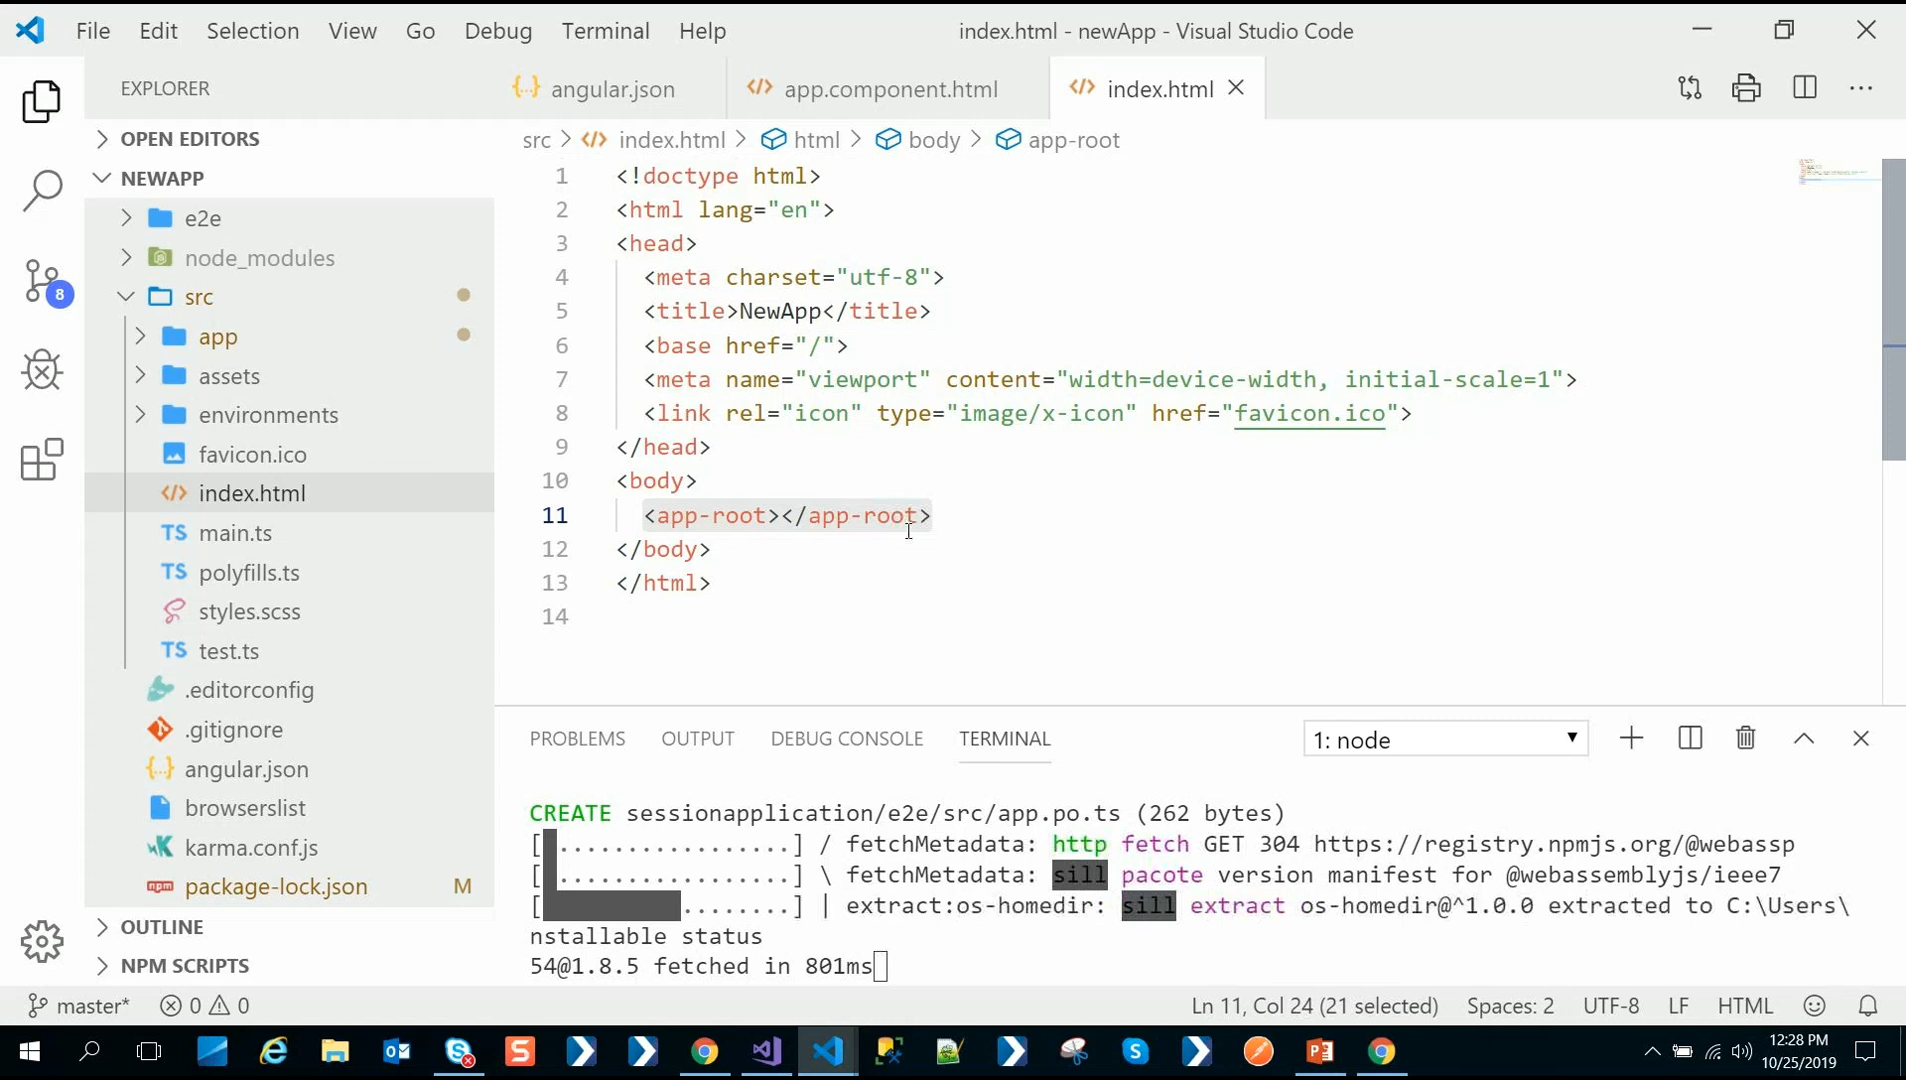 File Edit Selection View Go Debug Terminal Help
index.html - newApp - Visual Studio Code
EXPLORER
angular.json
app.component.html
index.html
OPEN EDITORS
src > index.html > html > body > app-root
NEWAPP
e2e
node_modules
src
app
assets
environments
favicon.ico
index.html
main.ts
polyfills.ts
styles.scss
test.ts
.editorconfig
.gitignore
angular.json
browserslist
karma.conf.js
package-lock.json M
OUTLINE
NPM SCRIPTS
8
1 <!doctype html>
2 <html lang="en">
3 <head>
4 <meta charset="utf-8">
5 <title>NewApp</title>
6 <base href="/">
7 <meta name="viewport" content="width=device-width, initial-scale=1">
8 <link rel="icon" type="image/x-icon" href="favicon.ico">
9 </head>
10 <body>
11 <app-root></app-root>
12 </body>
13 </html>
14
PROBLEMS OUTPUT DEBUG CONSOLE TERMINAL
1: node
CREATE sessionapplication/e2e/src/app.po.ts (262 bytes)
[ .................] / fetchMetadata: http fetch GET 304 https://registry.npmjs.org/@webassp
[ .................] \ fetchMetadata: sill pacote version manifest for @webassemblyjs/ieee7
[ ........] | extract:os-homedir: sill extract os-homedir@^1.0.0 extracted to C:\Users\
nstallable status
54@1.8.5 fetched in 801ms
master* 0 0
Ln 11, Col 24 (21 selected) Spaces: 2 UTF-8 LF HTML
12:28 PM
10/25/2019